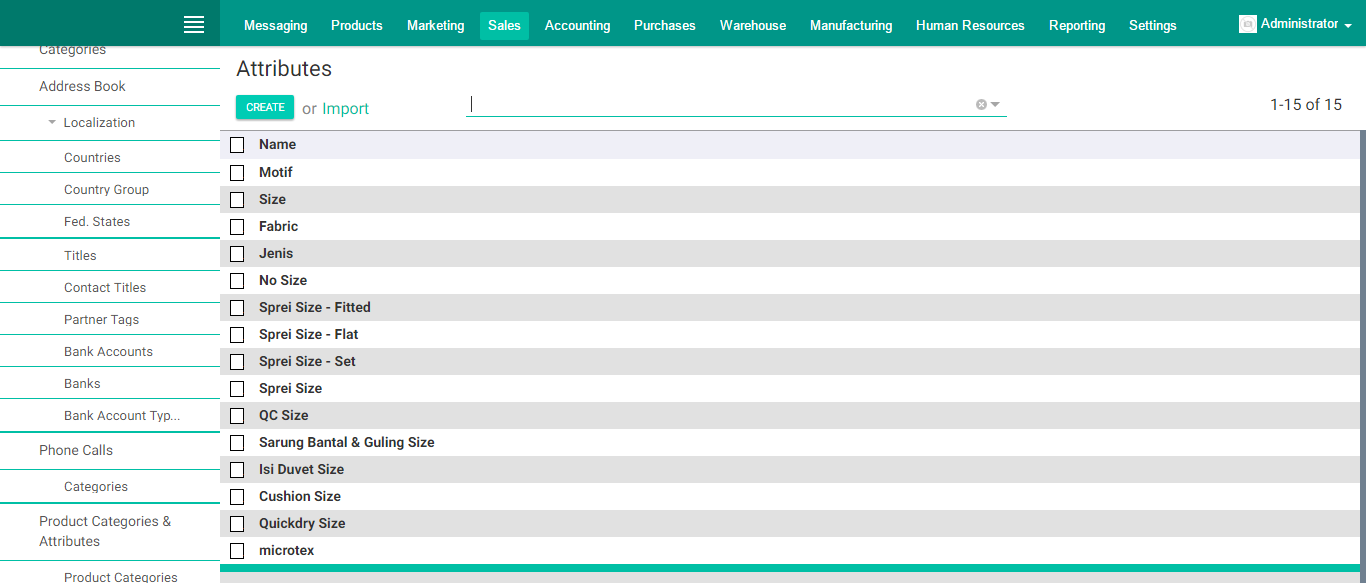 Messaging Products Marketing Sales Accounting Purchases Warehouse Manufacturing Human Resources Reporting Settings Administrator
Categories
Address Book
Localization
Countries
Country Group
Fed. States
Titles
Contact Titles
Partner Tags
Bank Accounts
Banks
Bank Account Typ...
Phone Calls
Categories
Product Categories &
Attributes
Product Categories
Attributes
CREATE or Import
1-15 of 15
Name
Motif
Size
Fabric
Jenis
No Size
Sprei Size - Fitted
Sprei Size - Flat
Sprei Size - Set
Sprei Size
QC Size
Sarung Bantal & Guling Size
Isi Duvet Size
Cushion Size
Quickdry Size
microtex